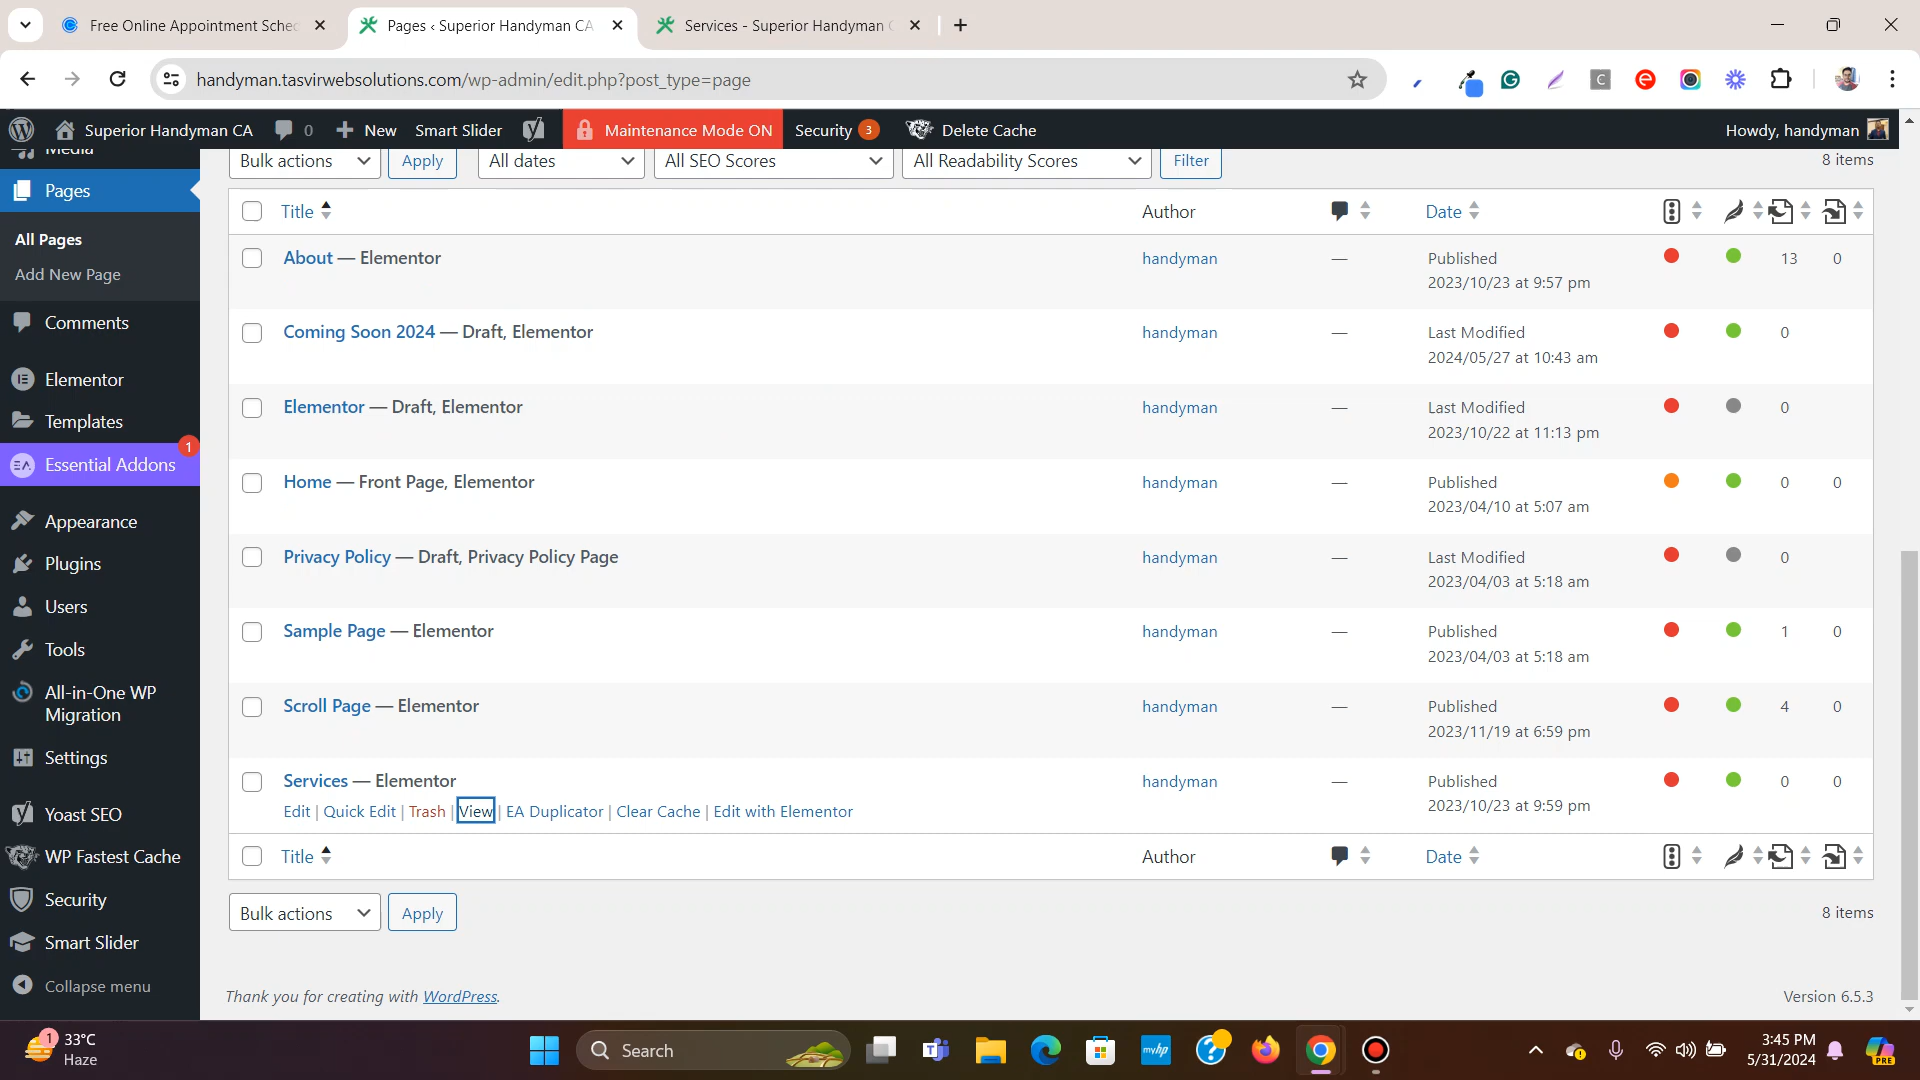 Free Online Appointment Sched
Pages ‹ Superior Handyman CA
Services - Superior Handyman C
handyman.tasvirwebsolutions.com/wp-admin/edit.php?post_type=page
Superior Handyman CA
0
New
Smart Slider
Maintenance Mode ON
Security 3
Delete Cache
Howdy, handyman
Media
Pages
All Pages
Add New Page
Comments
Elementor
Templates
Essential Addons
1
Appearance
Plugins
Users
Tools
All-in-One WP
Migration
Settings
Yoast SEO
WP Fastest Cache
Security
Smart Slider
Collapse menu
Bulk actions Apply All dates All SEO Scores All Readability Scores Filter 8 items
Title Author Date
About — Elementor handyman — Published 13 0
2023/10/23 at 9:57 pm
Coming Soon 2024 — Draft, Elementor handyman — Last Modified 0
2024/05/27 at 10:43 am
Elementor — Draft, Elementor handyman — Last Modified 0
2023/10/22 at 11:13 pm
Home — Front Page, Elementor handyman — Published 0 0
2023/04/10 at 5:07 am
Privacy Policy — Draft, Privacy Policy Page handyman — Last Modified 0
2023/04/03 at 5:18 am
Sample Page — Elementor handyman — Published 1 0
2023/04/03 at 5:18 am
Scroll Page — Elementor handyman — Published 4 0
2023/11/19 at 6:59 pm
Services — Elementor handyman — Published 0 0
2023/10/23 at 9:59 pm
Edit | Quick Edit | Trash | View | EA Duplicator | Clear Cache | Edit with Elementor
Title Author Date
Bulk actions Apply 8 items
Thank you for creating with WordPress. Version 6.5.3
1
33°C
Haze
Search
myhp
3:45 PM
5/31/2024
PRE